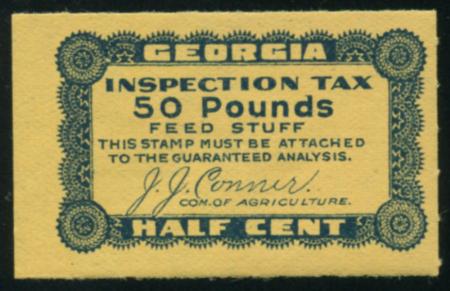 GEORGIA
INSPECTION TAX
50 Pounds
FEED STUFF
THIS STAMP MUST BE ATTACHED
TO THE GUARANTEED ANALYSIS.
J. J. Conner.
COM. OF AGRICULTURE.
HALF CENT